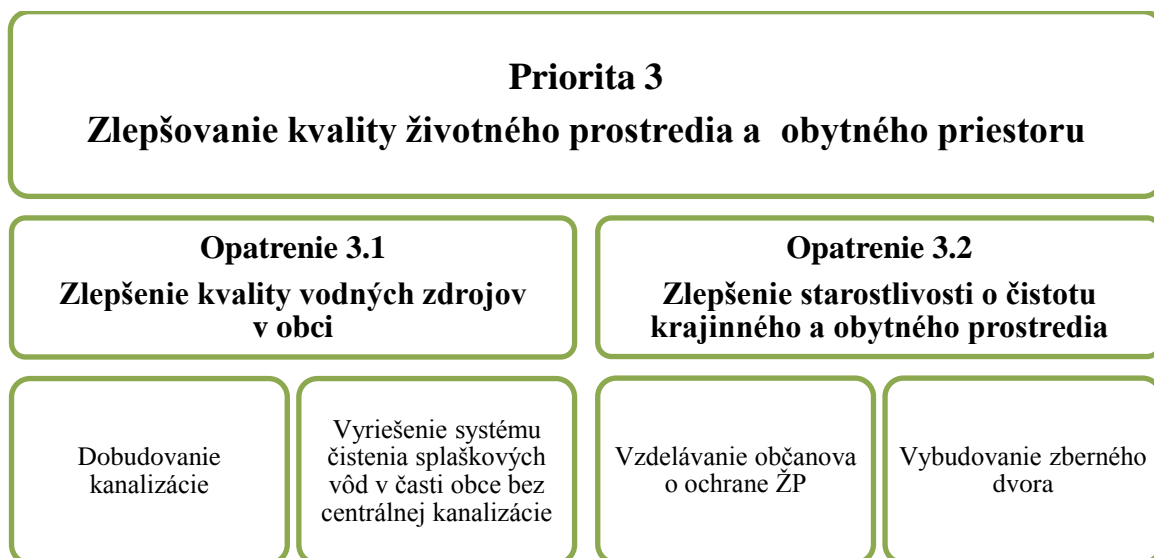 Priorita 3
Zlepšovanie kvality životného prostredia a obytného priestoru
Opatrenie 3.1
Zlepšenie kvality vodných zdrojov
v obci
Opatrenie 3.2
Zlepšenie starostlivosti o čistotu
krajinného a obytného prostredia
Dobudovanie
kanalizácie
Vyriešenie systému
čistenia splaškových
vôd v časti obce bez
centrálnej kanalizácie
Vzdelávanie občanova
o ochrane ŽP
Vybudovanie zberného
dvora